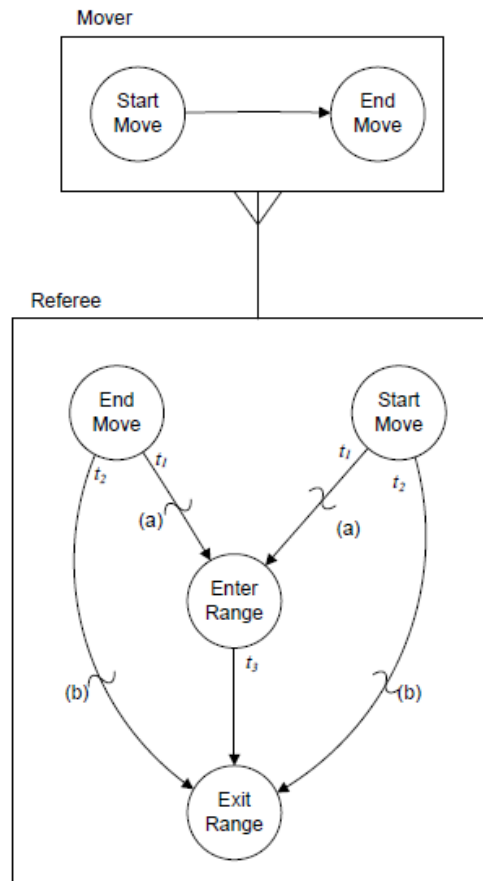 Mover
Start
Move
End
Move
Referee
End
Move
Start
Move
t2
t1
t1
t2
(a)
(a)
Enter
Range
t3
(b)
(b)
Exit
Range